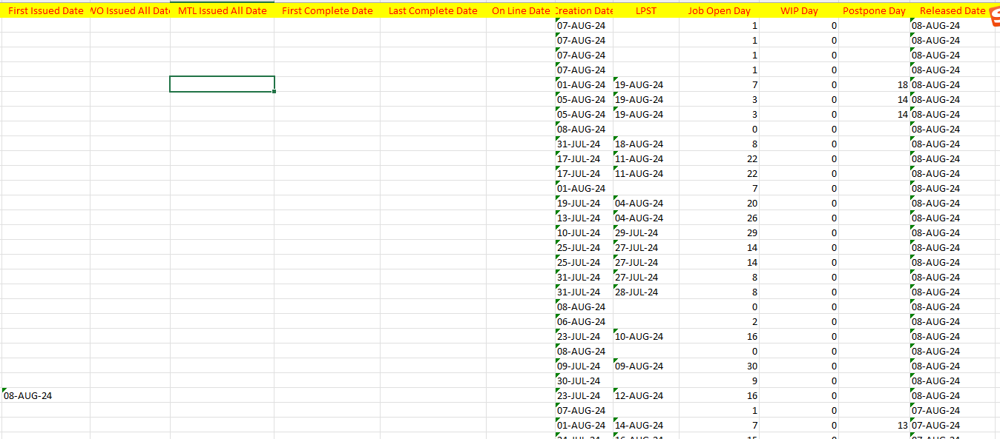 First Issued Date WO Issued All Date MTL Issued All Date First Complete Date Last Complete Date On Line Date Creation Date LPST Job Open Day WIP Day Postpone Day Released Date
07-AUG-24 1 0 08-AUG-24
07-AUG-24 1 0 08-AUG-24
07-AUG-24 1 0 08-AUG-24
07-AUG-24 1 0 08-AUG-24
01-AUG-24 19-AUG-24 7 0 18 08-AUG-24
05-AUG-24 19-AUG-24 3 0 14 08-AUG-24
05-AUG-24 19-AUG-24 3 0 14 08-AUG-24
08-AUG-24 0 0 08-AUG-24
31-JUL-24 18-AUG-24 8 0 08-AUG-24
17-JUL-24 11-AUG-24 22 0 08-AUG-24
17-JUL-24 11-AUG-24 22 0 08-AUG-24
01-AUG-24 7 0 08-AUG-24
19-JUL-24 04-AUG-24 20 0 08-AUG-24
13-JUL-24 04-AUG-24 26 0 08-AUG-24
10-JUL-24 29-JUL-24 29 0 08-AUG-24
25-JUL-24 27-JUL-24 14 0 08-AUG-24
25-JUL-24 27-JUL-24 14 0 08-AUG-24
31-JUL-24 27-JUL-24 8 0 08-AUG-24
31-JUL-24 28-JUL-24 8 0 08-AUG-24
08-AUG-24 0 0 08-AUG-24
06-AUG-24 2 0 08-AUG-24
23-JUL-24 10-AUG-24 16 0 08-AUG-24
08-AUG-24 0 0 08-AUG-24
09-JUL-24 09-AUG-24 30 0 08-AUG-24
30-JUL-24 9 0 08-AUG-24
08-AUG-24 23-JUL-24 12-AUG-24 16 0 08-AUG-24
07-AUG-24 1 0 07-AUG-24
01-AUG-24 14-AUG-24 7 0 13 07-AUG-24